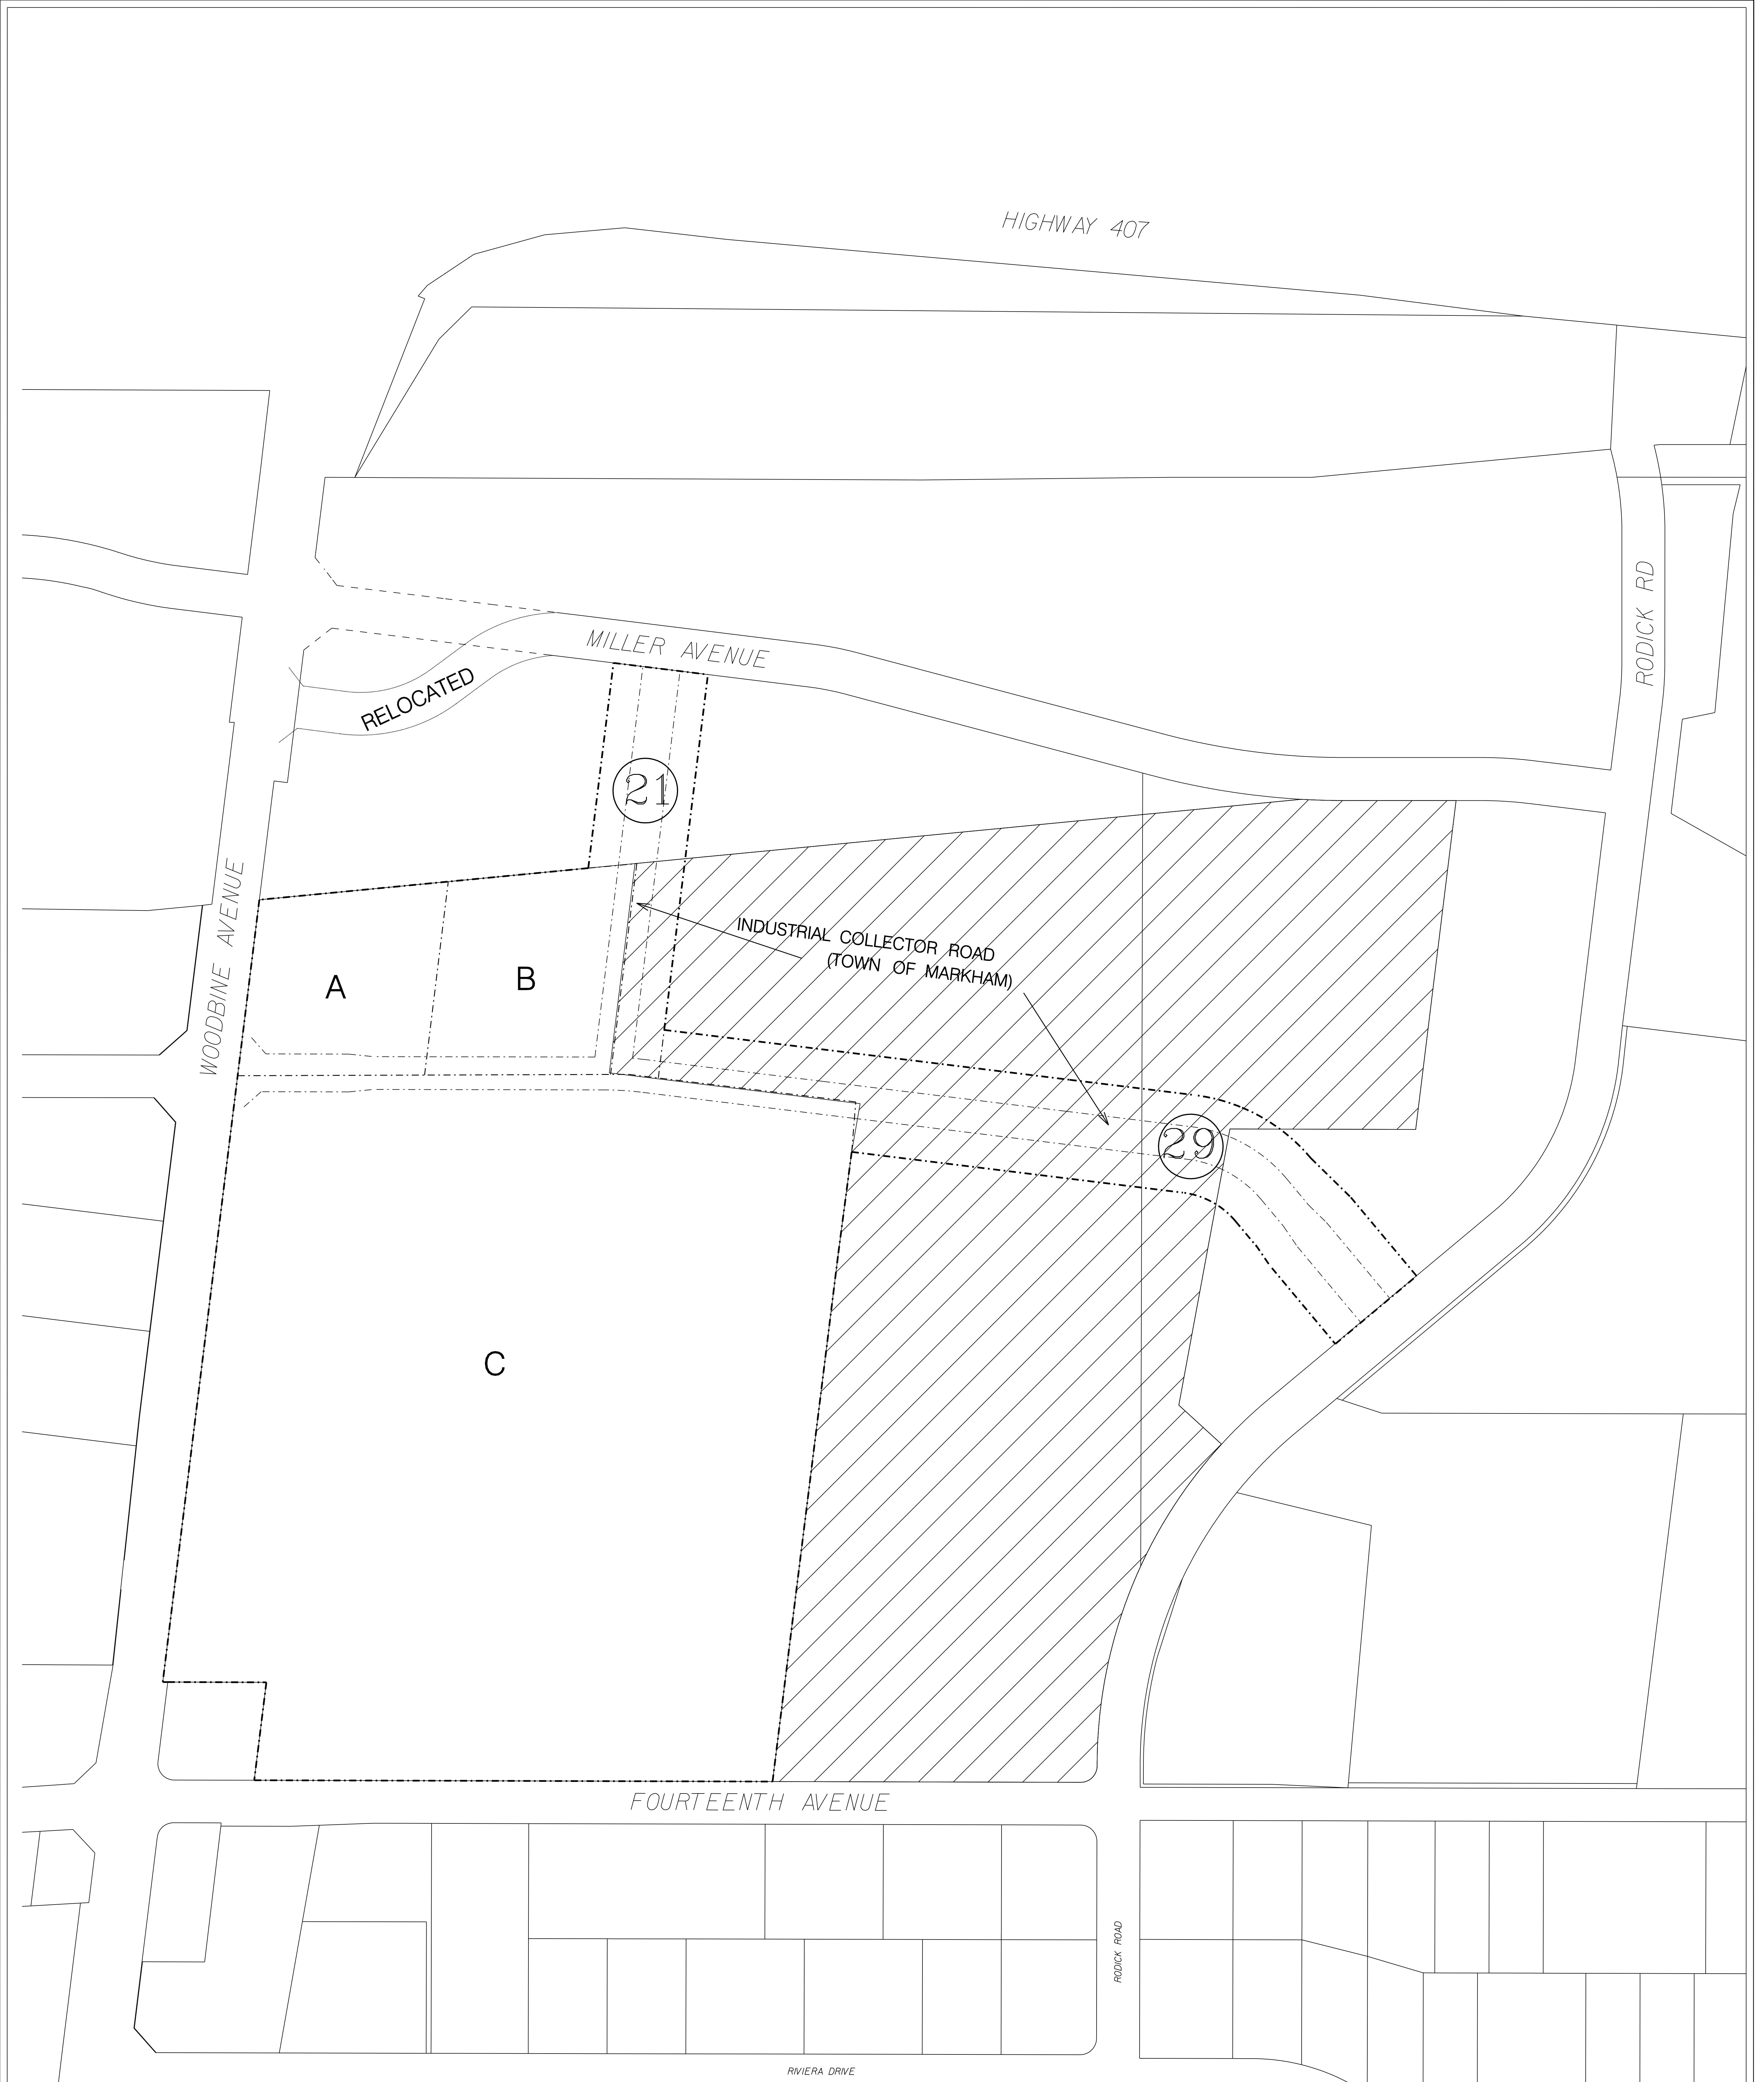 HIGHWAY 407
RODICK RD
MILLER AVENUE
RELOCATED
21
WOODBINE AVENUE
INDUSTRIAL COLLECTOR ROAD
(TOWN OF MARKHAM)
A
B
29
C
FOURTEENTH AVENUE
RODICK ROAD
RIVIERA DRIVE